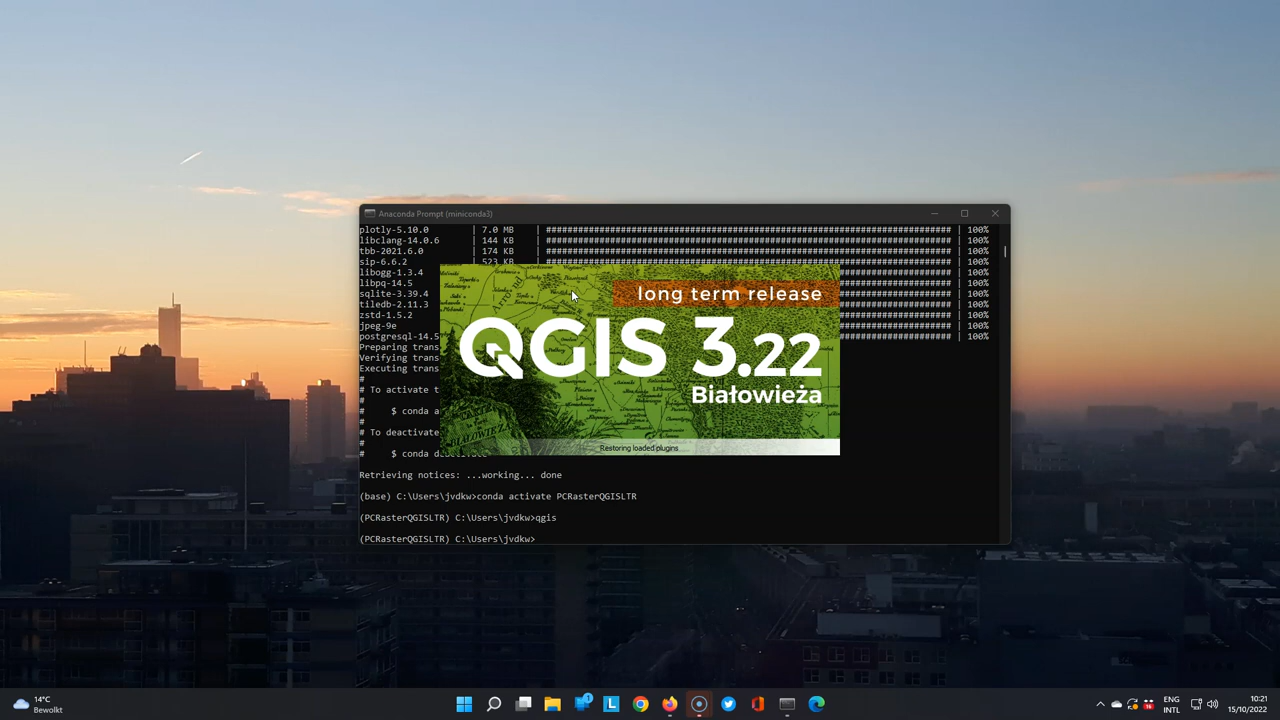 Anaconda Prompt (miniconda3)
plotly-5.10.0 | 7.0 MB | ########################################################################### | 100%
libclang-14.0.6 | 144 KB | ########################################################################### | 100%
tbb-2021.6.0 | 174 KB | ########################################################################### | 100%
sip-6.6.2 | 523 KB | ########################################################################### | 100%
libogg-1.3.4 | 100%
libpq-14.5 | 100%
sqlite-3.39.4 | 100%
tiledb-2.11.3 | 100%
zstd-1.5.2 | 100%
jpeg-9e | 100%
postgresql-14.5 | 100%
long term release
QGIS 3.22
Białowieża
BIAŁOWIEŻ
Restoring loaded plugins
Preparing trans
Verifying trans
Executing trans
#
# To activate t
#
# $ conda a
#
# To deactivate
#
# $ conda de
Retrieving notices: ...working... done
(base) C:\Users\jvdkw>conda activate PCRasterQGISLTR
(PCRasterQGISLTR) C:\Users\jvdkw>qgis
(PCRasterQGISLTR) C:\Users\jvdkw>
14°C
Bewolkt
1
L
ENG
INTL
10:21
15/10/2022